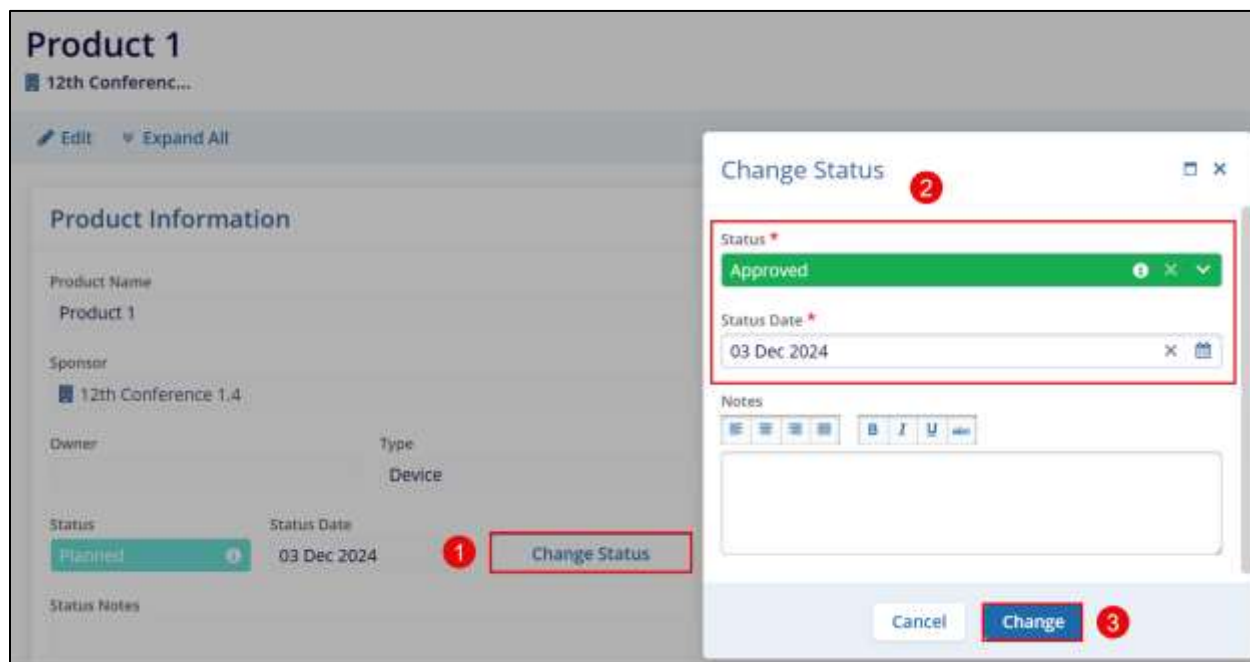 Product 1
12th Conferenc...
Edit Expand All
Product Information
Product Name
Product 1
Sponsor
12th Conference 1.4
Owner Type
Device
Status Status Date
Planned 03 Dec 2024 1 Change Status
Status Notes
Change Status 2
Status *
Approved
Status Date *
03 Dec 2024
Notes
B I U abc
Cancel Change 3